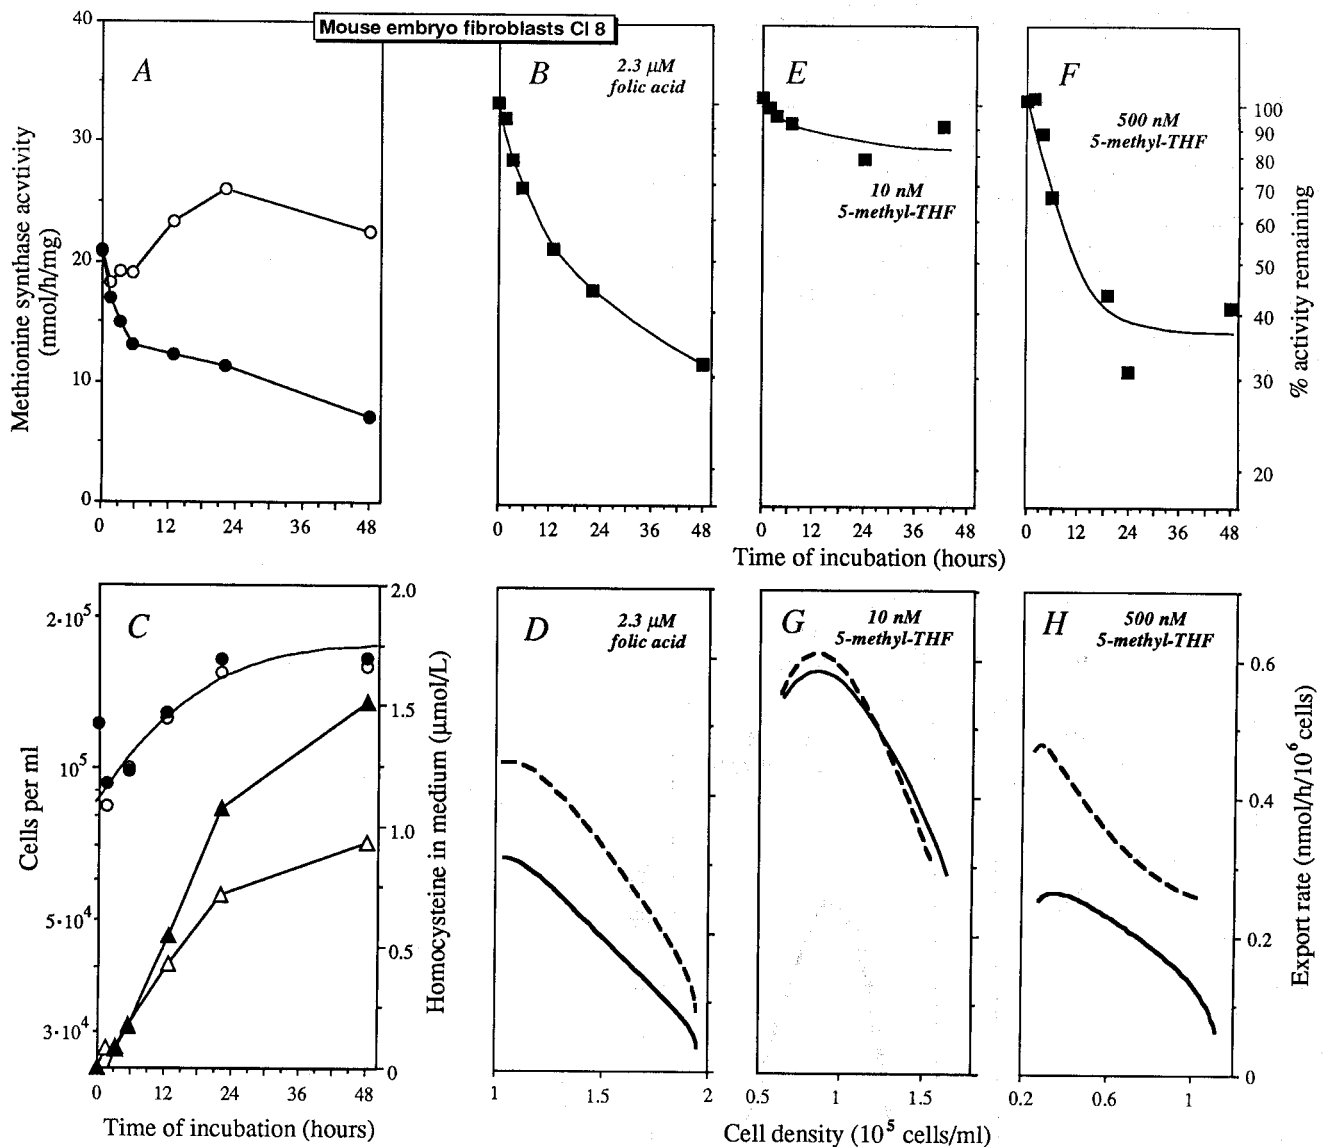 Mouse embryo fibroblasts Cl 8
Methionine synthase acvtivity
(nmol/h/mg)
40
30
20
10
0
A
0 12 24 36 48
B
2.3 µM
folic acid
0 12 24 36 48
E
10 nM
5-methyl-THF
0 12 24 36 48
F
500 nM
5-methyl-THF
0 12 24 36 48
100
90
80
70
60
50
40
30
20
% activity remaining
Time of incubation (hours)
Cells per ml
2·10⁵
10⁵
5·10⁴
3·10⁴
C
0 12 24 36 48
Time of incubation (hours)
2.0
1.5
1.0
0.5
0
Homocysteine in medium (µmol/L)
D
2.3 µM
folic acid
1 1.5 2
G
10 nM
5-methyl-THF
0.5 1 1.5 2
H
500 nM
5-methyl-THF
0.2 0.6 1
0.6
0.4
0.2
0
Export rate (nmol/h/10⁶ cells)
Cell density (10⁵ cells/ml)